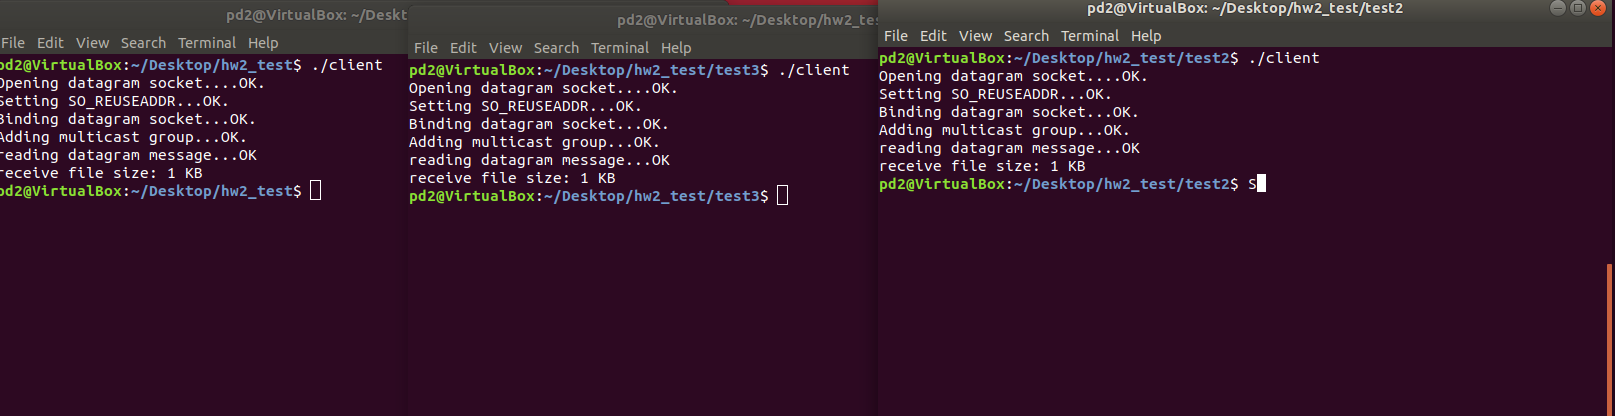 pd2@VirtualBox: ~/Deskt
File Edit View Search Terminal Help
pd2@VirtualBox:~/Desktop/hw2_test$ ./client
Opening datagram socket....OK.
Setting SO_REUSEADDR...OK.
Binding datagram socket...OK.
Adding multicast group...OK.
reading datagram message...OK
receive file size: 1 KB
pd2@VirtualBox:~/Desktop/hw2_test$
pd2@VirtualBox: ~/Desktop/hw2_tes
File Edit View Search Terminal Help
pd2@VirtualBox:~/Desktop/hw2_test/test3$ ./client
Opening datagram socket....OK.
Setting SO_REUSEADDR...OK.
Binding datagram socket...OK.
Adding multicast group...OK.
reading datagram message...OK
receive file size: 1 KB
pd2@VirtualBox:~/Desktop/hw2_test/test3$
pd2@VirtualBox: ~/Desktop/hw2_test/test2
File Edit View Search Terminal Help
pd2@VirtualBox:~/Desktop/hw2_test/test2$ ./client
Opening datagram socket....OK.
Setting SO_REUSEADDR...OK.
Binding datagram socket...OK.
Adding multicast group...OK.
reading datagram message...OK
receive file size: 1 KB
pd2@VirtualBox:~/Desktop/hw2_test/test2$ S